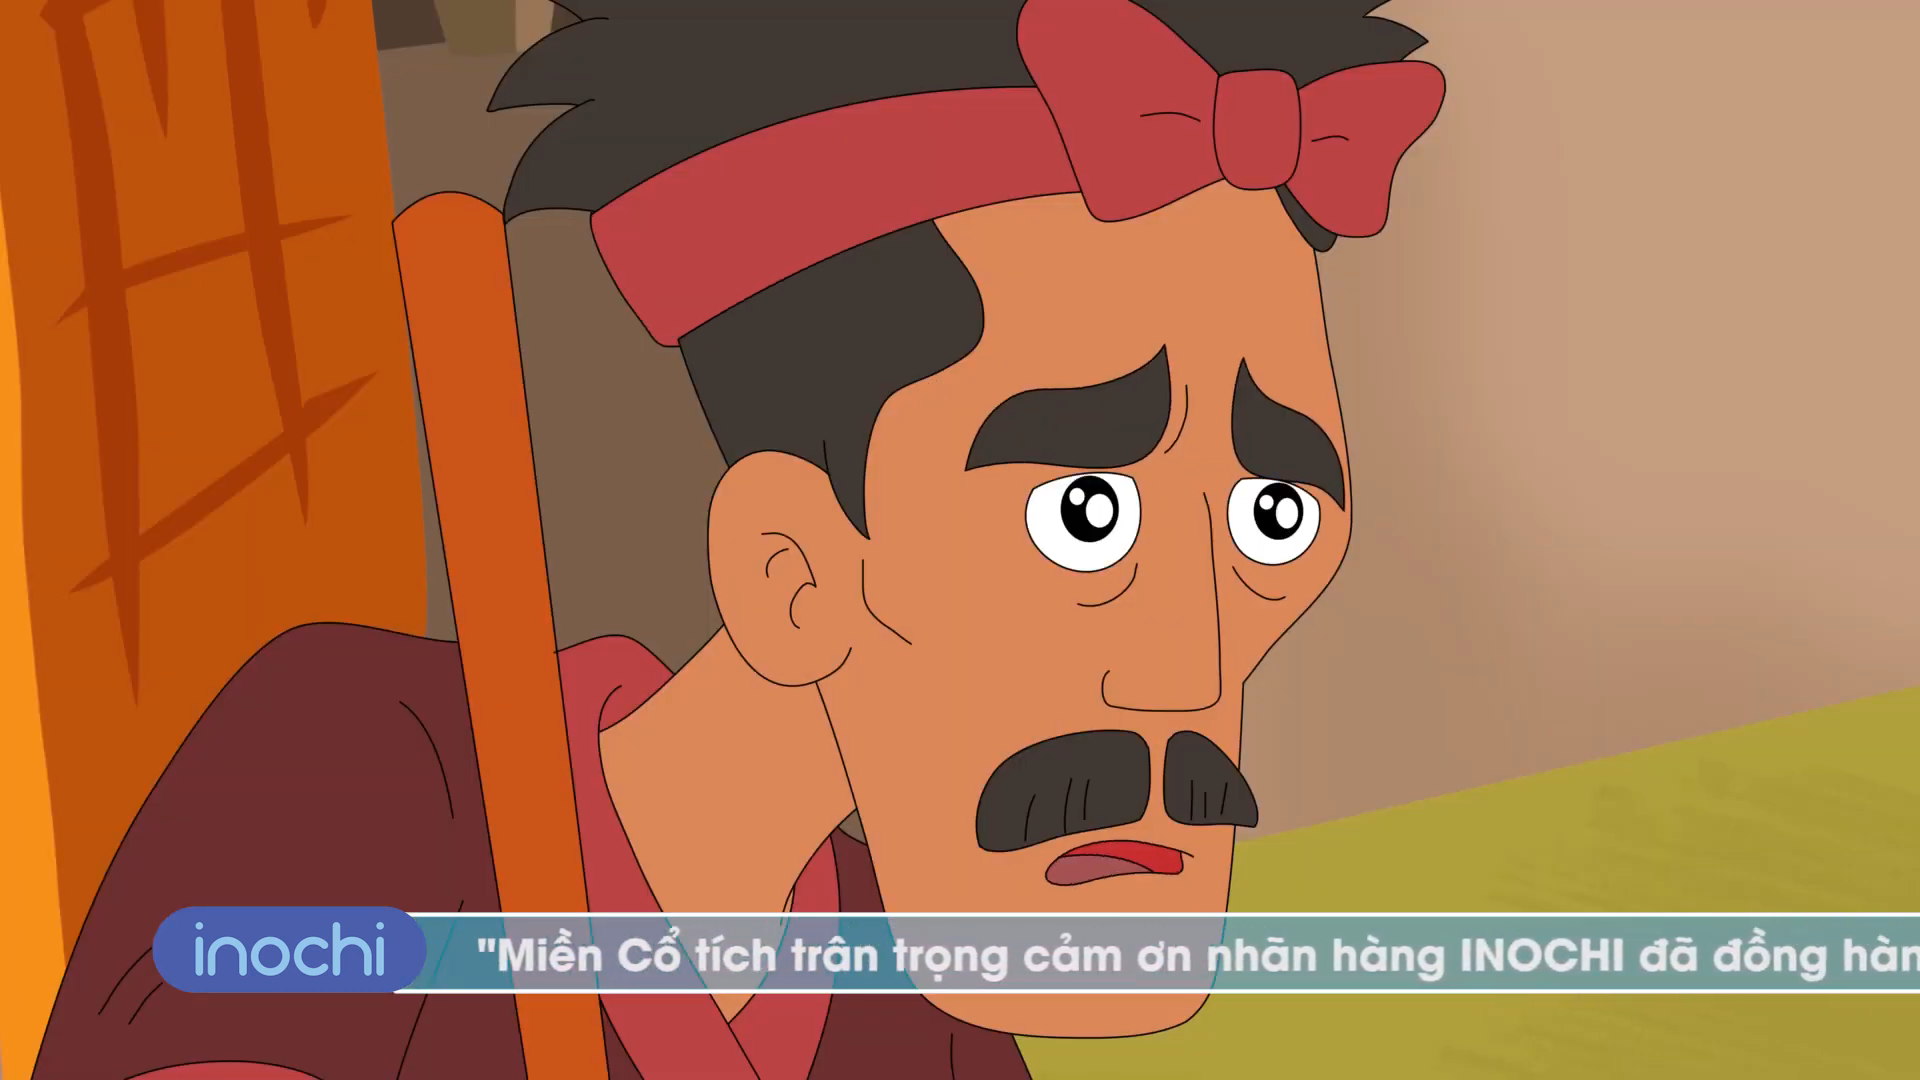 inochi
"Miền Cổ tích trân trọng cảm ơn nhãn hàng INOCHI đã đồng hàn